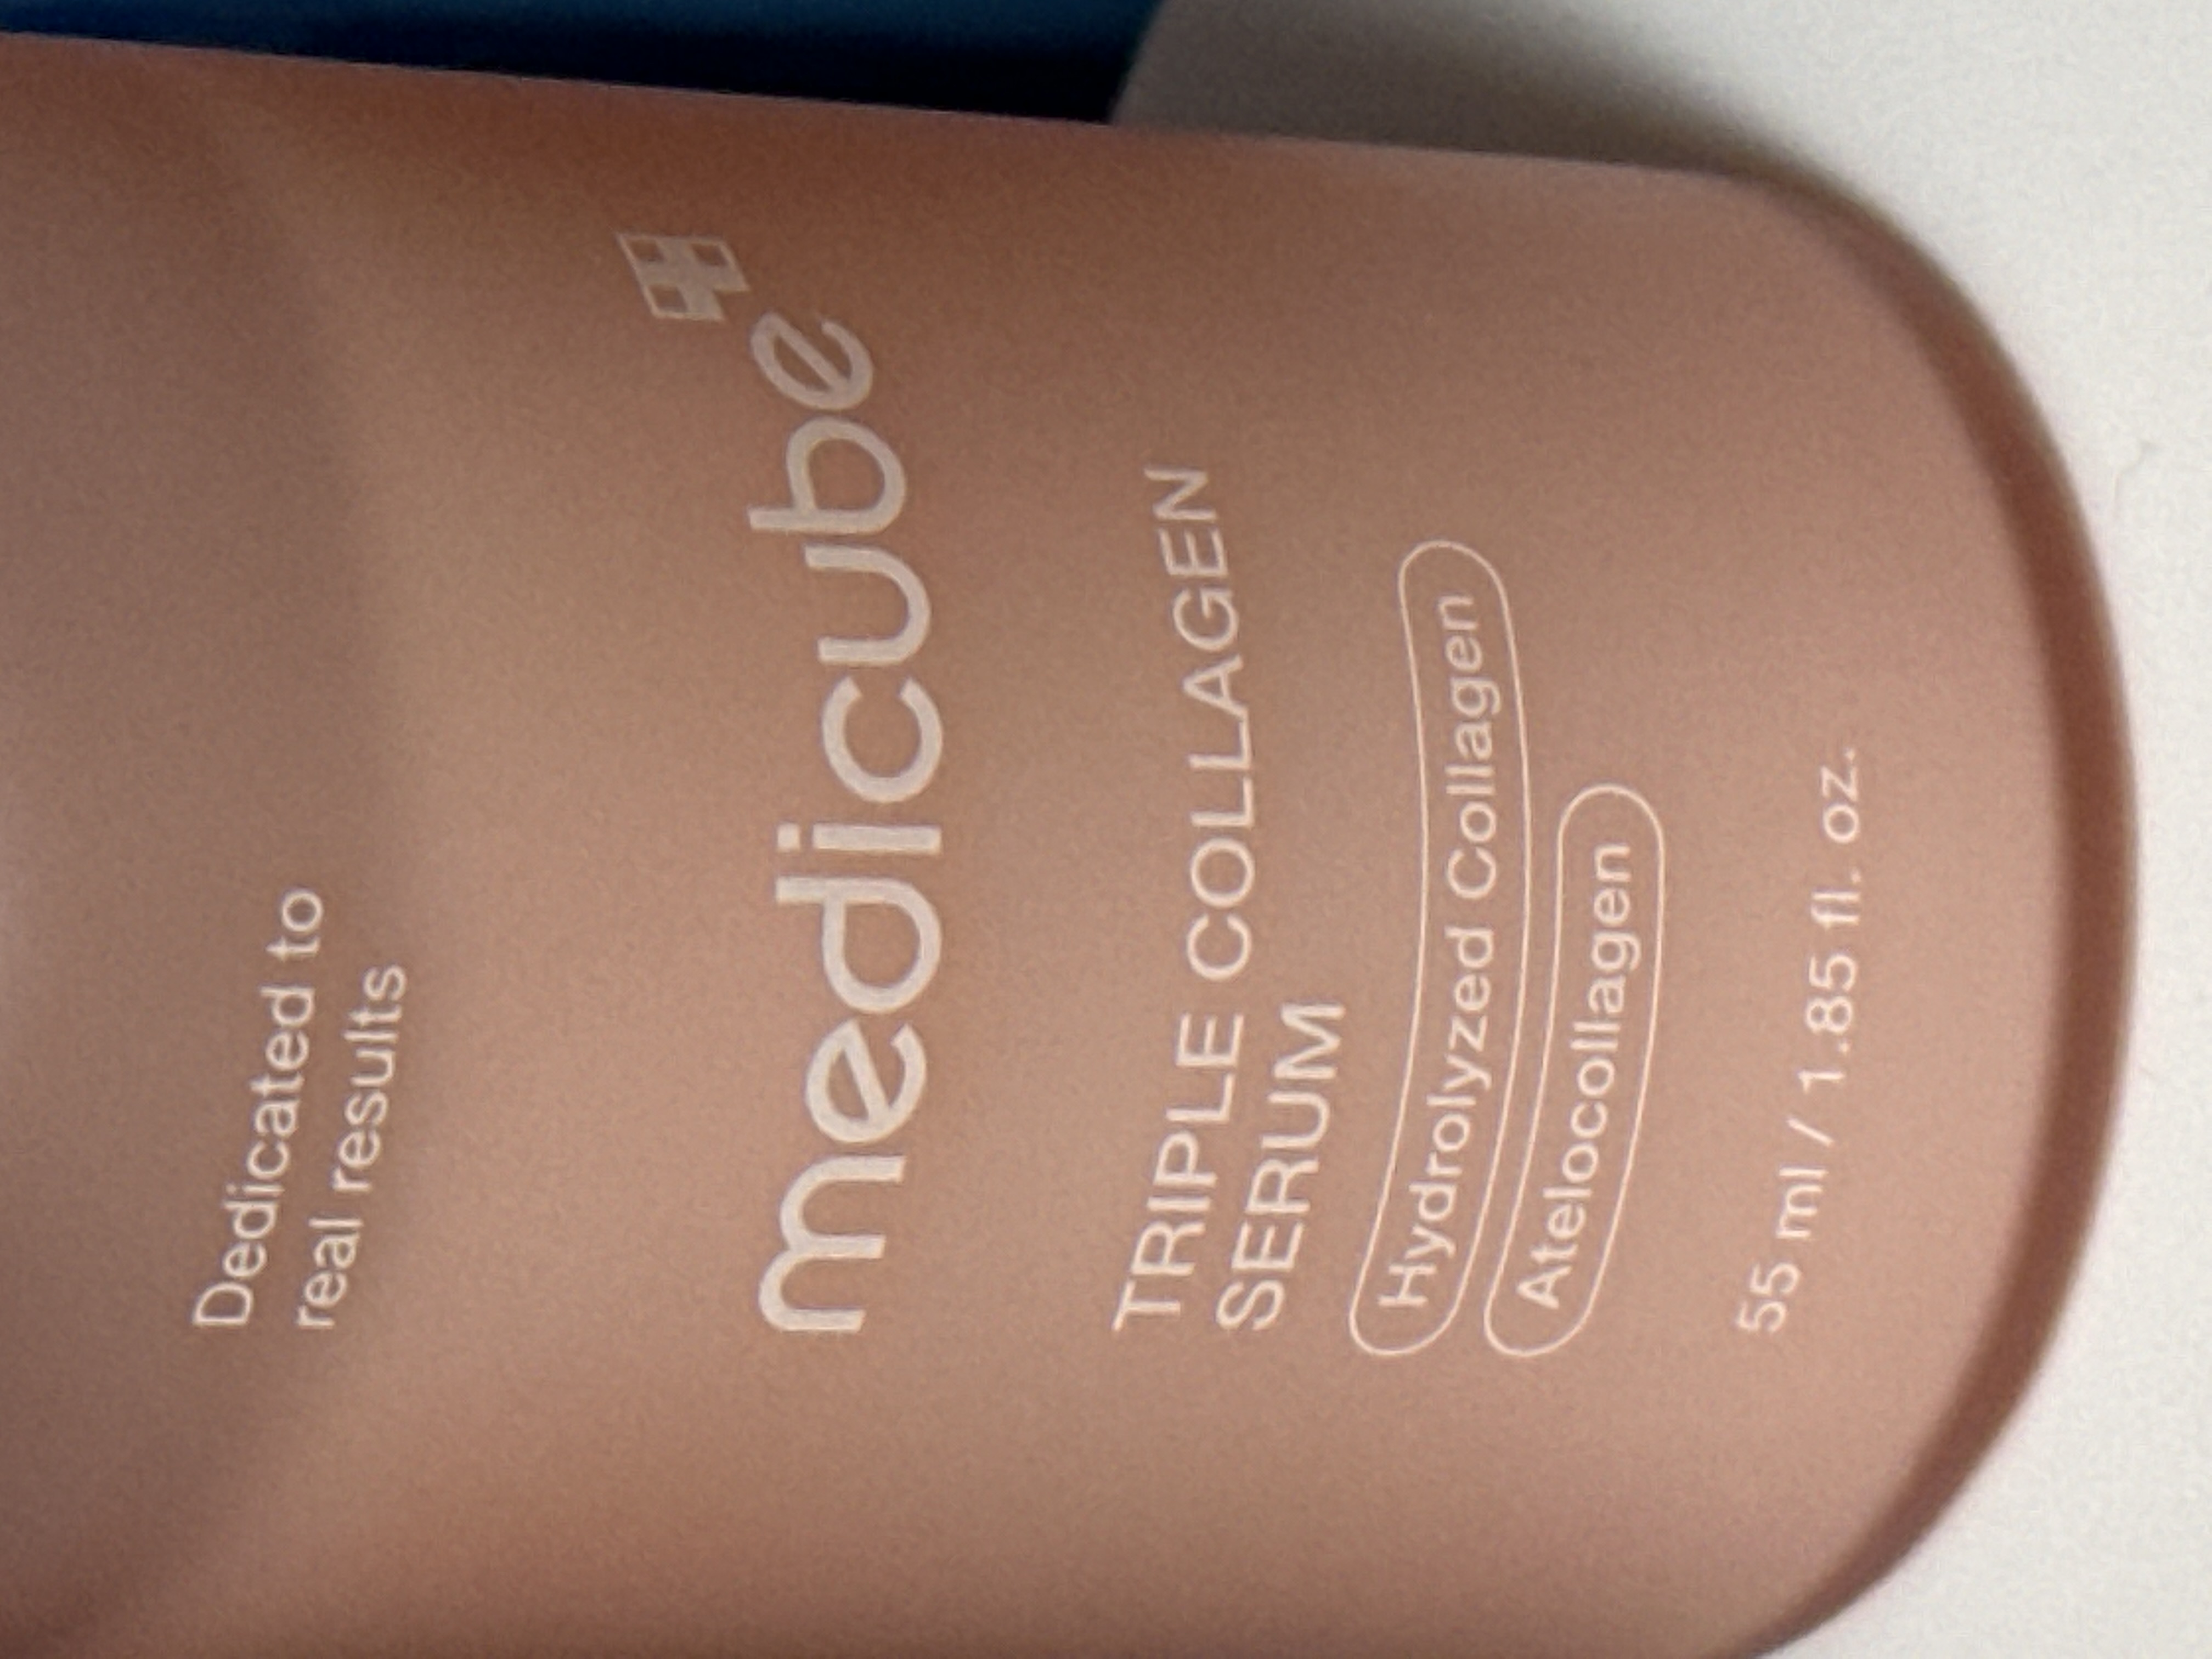 Dedicated to
real results
medicube
TRIPLE COLLAGEN
SERUM
Hydrolyzed Collagen
Atelocollagen
55 ml / 1.85 fl. oz.